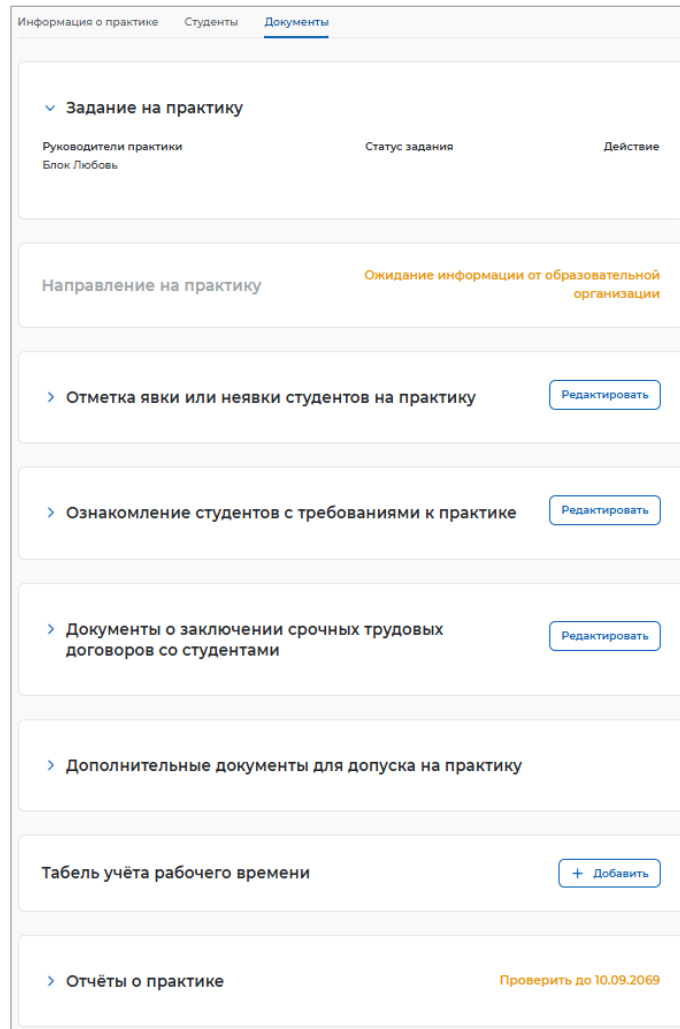 Информация о практике Студенты Документы
Задание на практику
Руководители практики Статус задания Действие
Блок Любовь
Направление на практику
Ожидание информации от образовательной
организации
Отметка явки или неявки студентов на практику Редактировать
Ознакомление студентов с требованиями к практике Редактировать
Документы о заключении срочных трудовых
договоров со студентами
Редактировать
Дополнительные документы для допуска на практику
Табель учёта рабочего времени + Добавить
Отчёты о практике Проверить до 10.09.2069